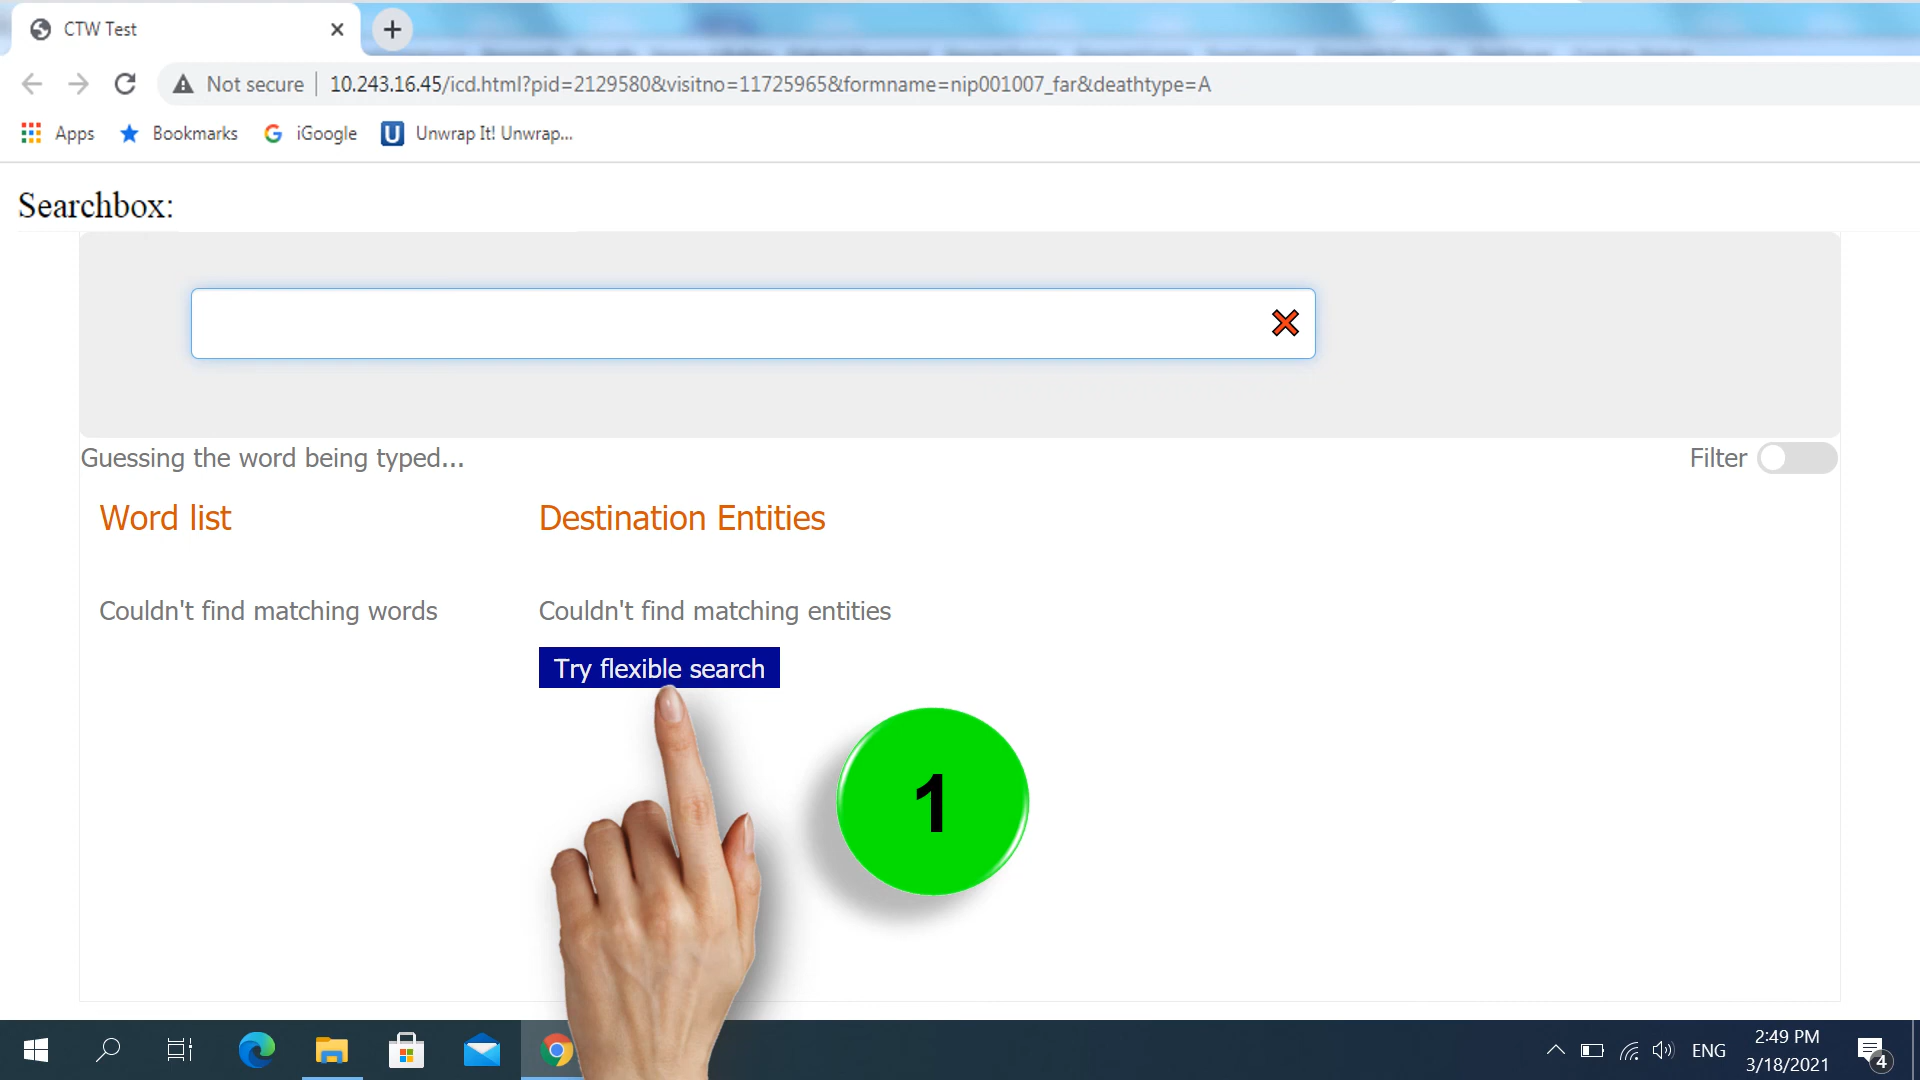 CTW Test
Not secure
10.243.16.45/icd.html?pid=2129580&visitno=11725965&formname=nip001007_far&deathtype=A
Apps
Bookmarks
iGoogle
Unwrap It! Unwrap...
Searchbox:
Guessing the word being typed...
Filter
Word list
Destination Entities
Couldn't find matching words
Couldn't find matching entities
Try flexible search
1
ENG
2:49 PM
3/18/2021
4